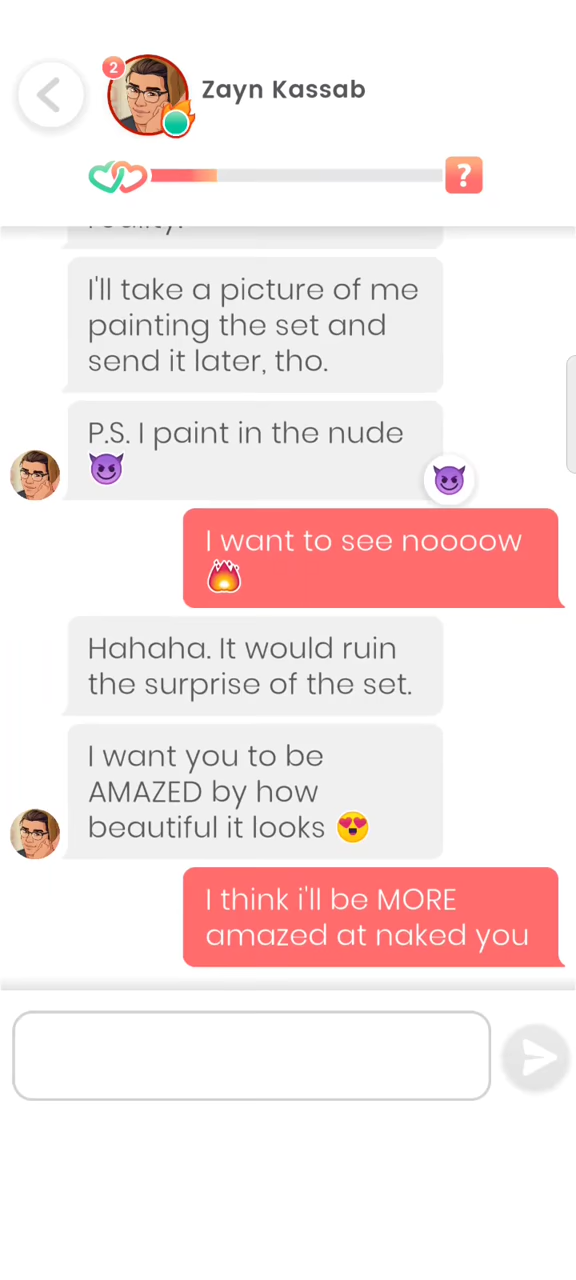 2
Zayn Kassab
?
I'll take a picture of me
painting the set and
send it later, tho.
P.S. I paint in the nude
😈
😈
I want to see noooow
🔥
Hahaha. It would ruin
the surprise of the set.
I want you to be
AMAZED by how
beautiful it looks 😍
I think i'll be MORE
amazed at naked you